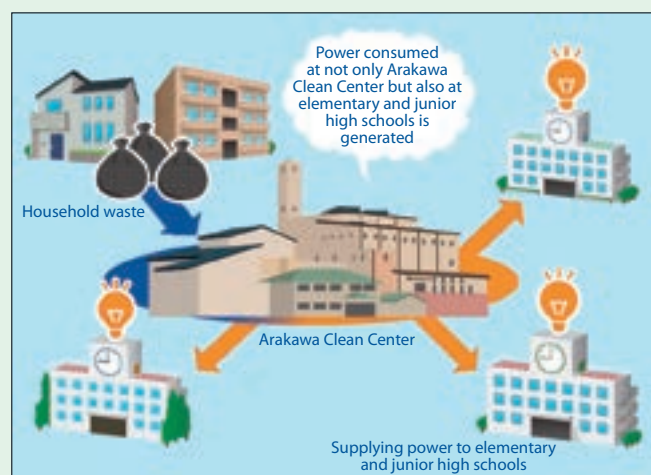 Power consumed
at not only Arakawa
Clean Center but also at
elementary and junior
high schools is
generated
Household waste
Arakawa Clean Center
Supplying power to elementary
and junior high schools